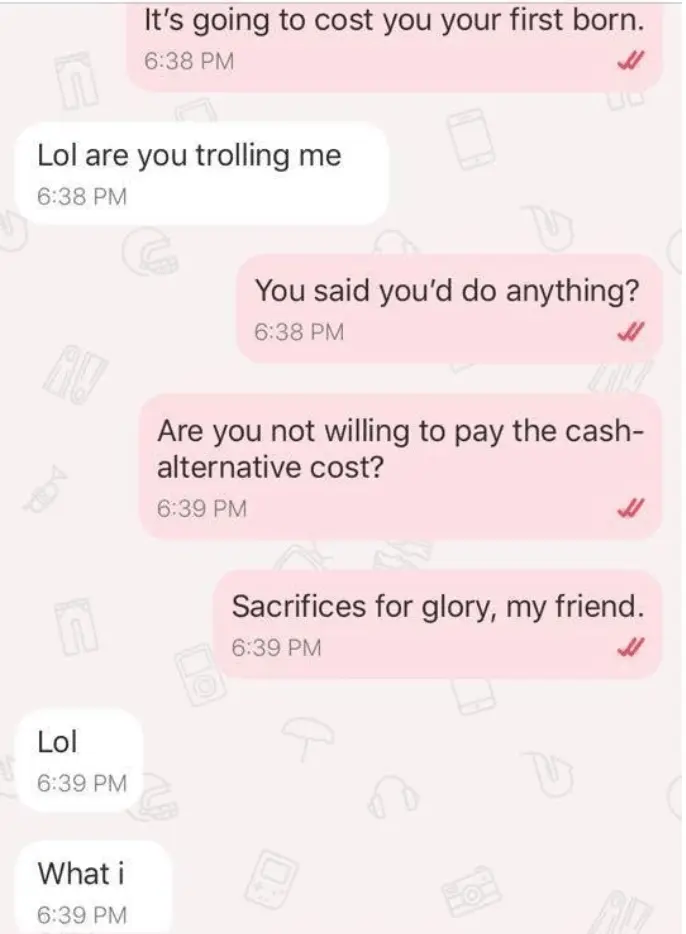 It's going to cost you your first born.
6:38 PM
Lol are you trolling me
6:38 PM
You said you'd do anything?
6:38 PM
Are you not willing to pay the cash-
alternative cost?
6:39 PM
Sacrifices for glory, my friend.
6:39 PM
Lol
6:39 PM
What i
6:39 PM